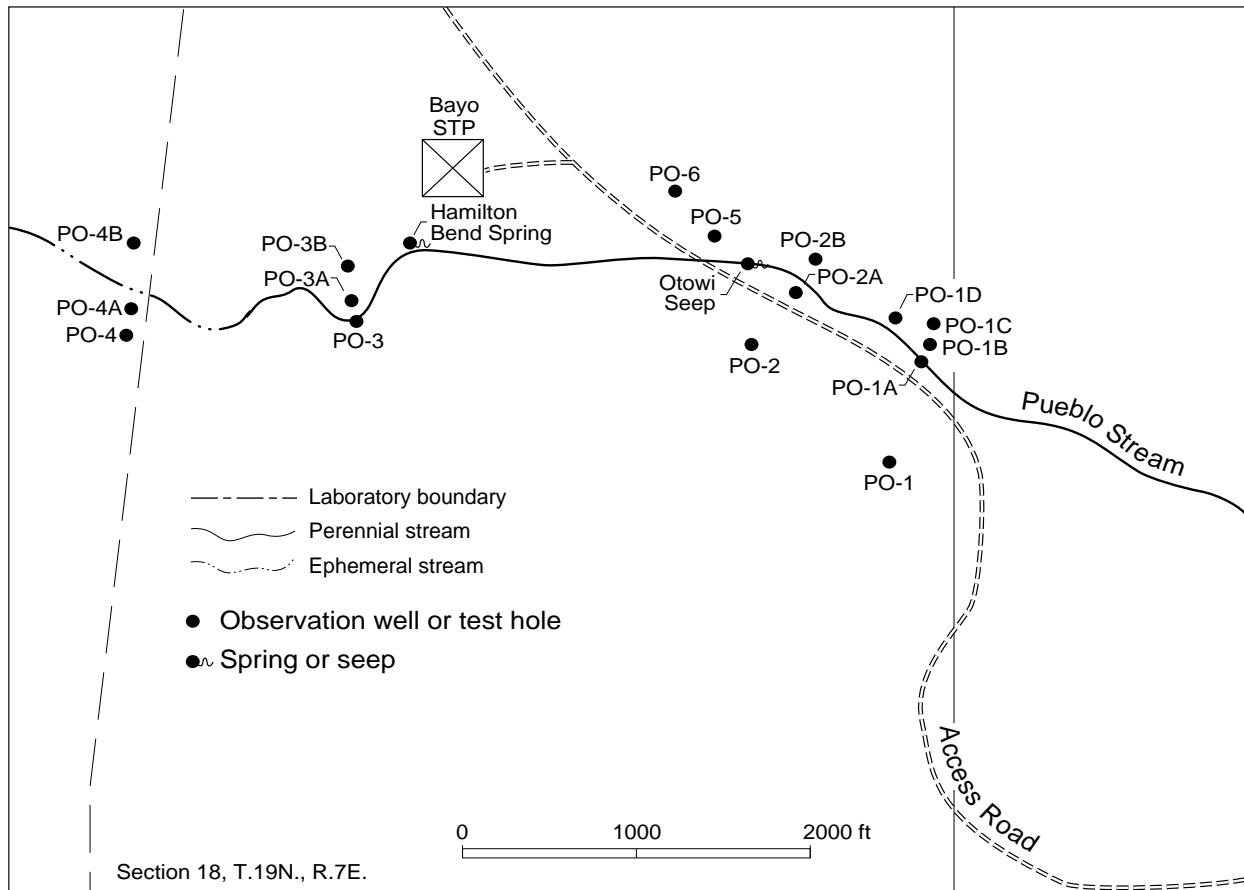 Bayo
STP
PO-6
PO-5
PO-4B
PO-3B
Hamilton
Bend Spring
PO-2B
PO-3A
PO-2A
Otowi
Seep
PO-4A
PO-4
PO-3
PO-2
PO-1D
PO-1C
PO-1B
PO-1A
Pueblo Stream
PO-1
Laboratory boundary
Perennial stream
Ephemeral stream
Observation well or test hole
Spring or seep
Access Road
0 1000 2000 ft
Section 18, T.19N., R.7E.